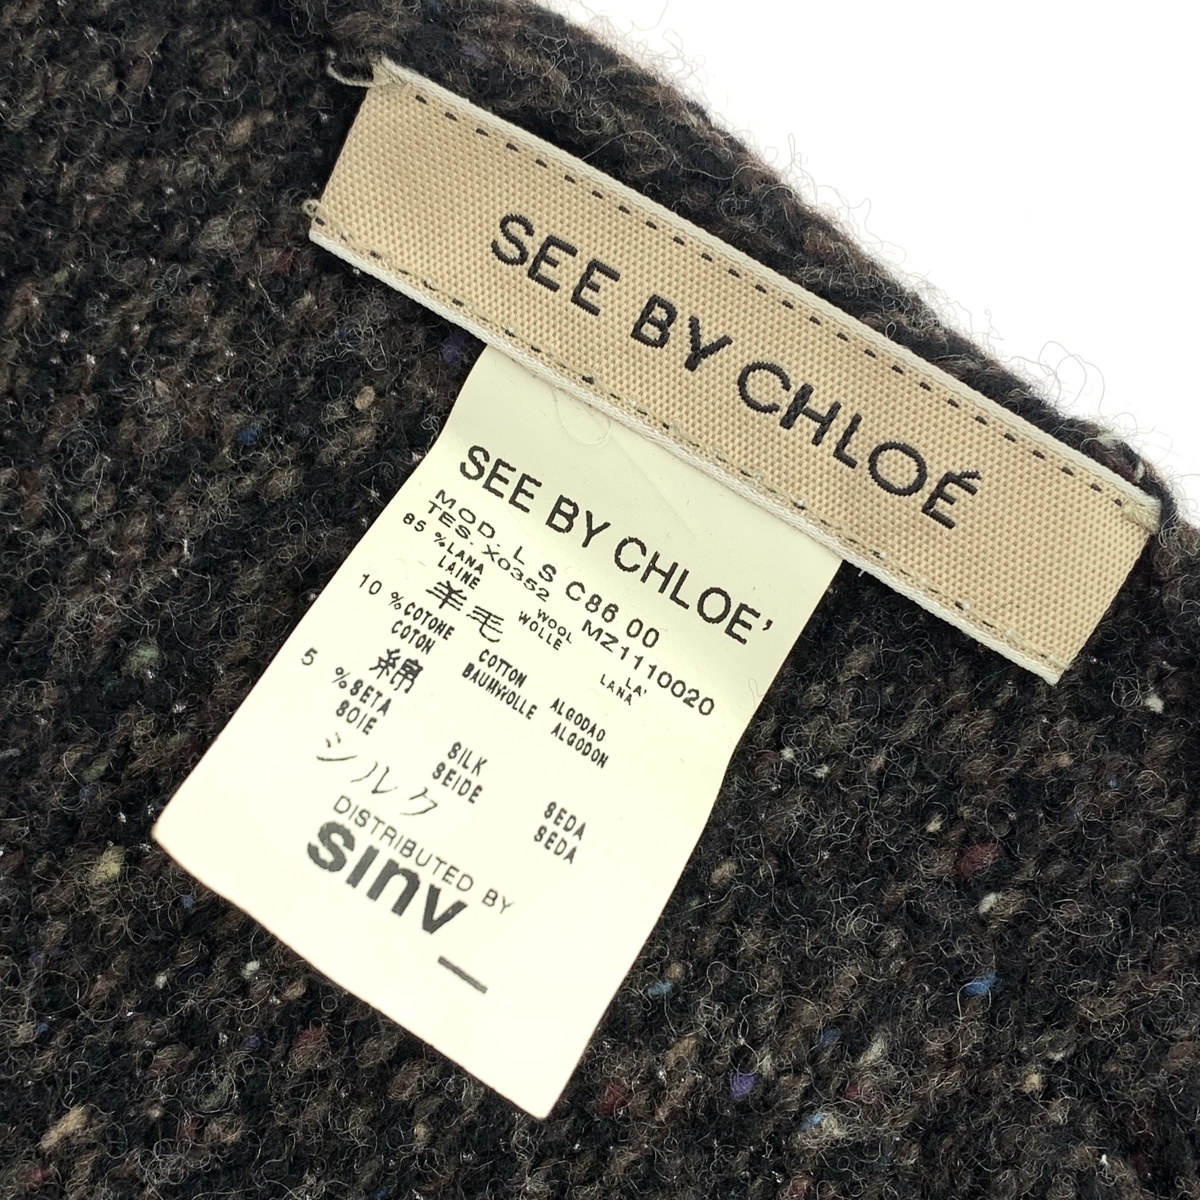 SEE BY CHLOÉ
SEE BY CHLOE'
MOD. L S C86 00
TES. X0352 MZ1110020
85 %LANA WOOL LA'
LAINE WOLLE LANA
羊毛
10 %COTONE COTTON ALGODAO
COTON BAUMWOLLE ALGODON
綿
5 %SETA SILK SEDA
SOIE SEIDE SEDA
シルク
DISTRIBUTED BY
sinv_